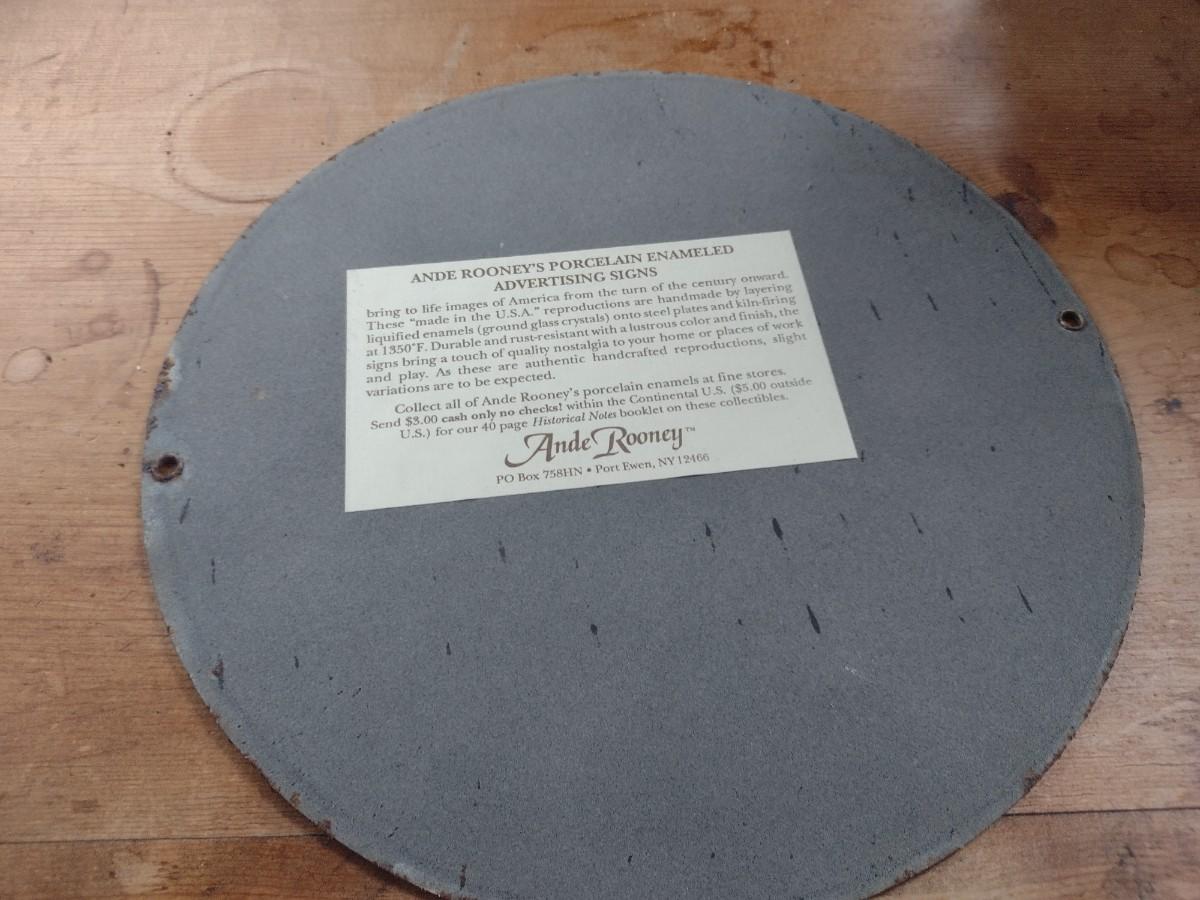 ANDE ROONEY'S PORCELAIN ENAMELED
ADVERTISING SIGNS
bring to life images of America from the turn of the century onward.
These "made in the U.S.A." reproductions are handmade by layering
liquified enamels (ground glass crystals) onto steel plates and kiln-firing
at 1350°F. Durable and rust-resistant with a lustrous color and finish, the
signs bring a touch of quality nostalgia to your home or places of work
and play. As these are authentic handcrafted reproductions, slight
variations are to be expected.
Collect all of Ande Rooney's porcelain enamels at fine stores.
Send $3.00 cash only no checks! within the Continental U.S. ($5.00 outside
U.S.) for our 40 page Historical Notes booklet on these collectibles.
Ande Rooney™
PO Box 758HN • Port Ewen, NY 12466